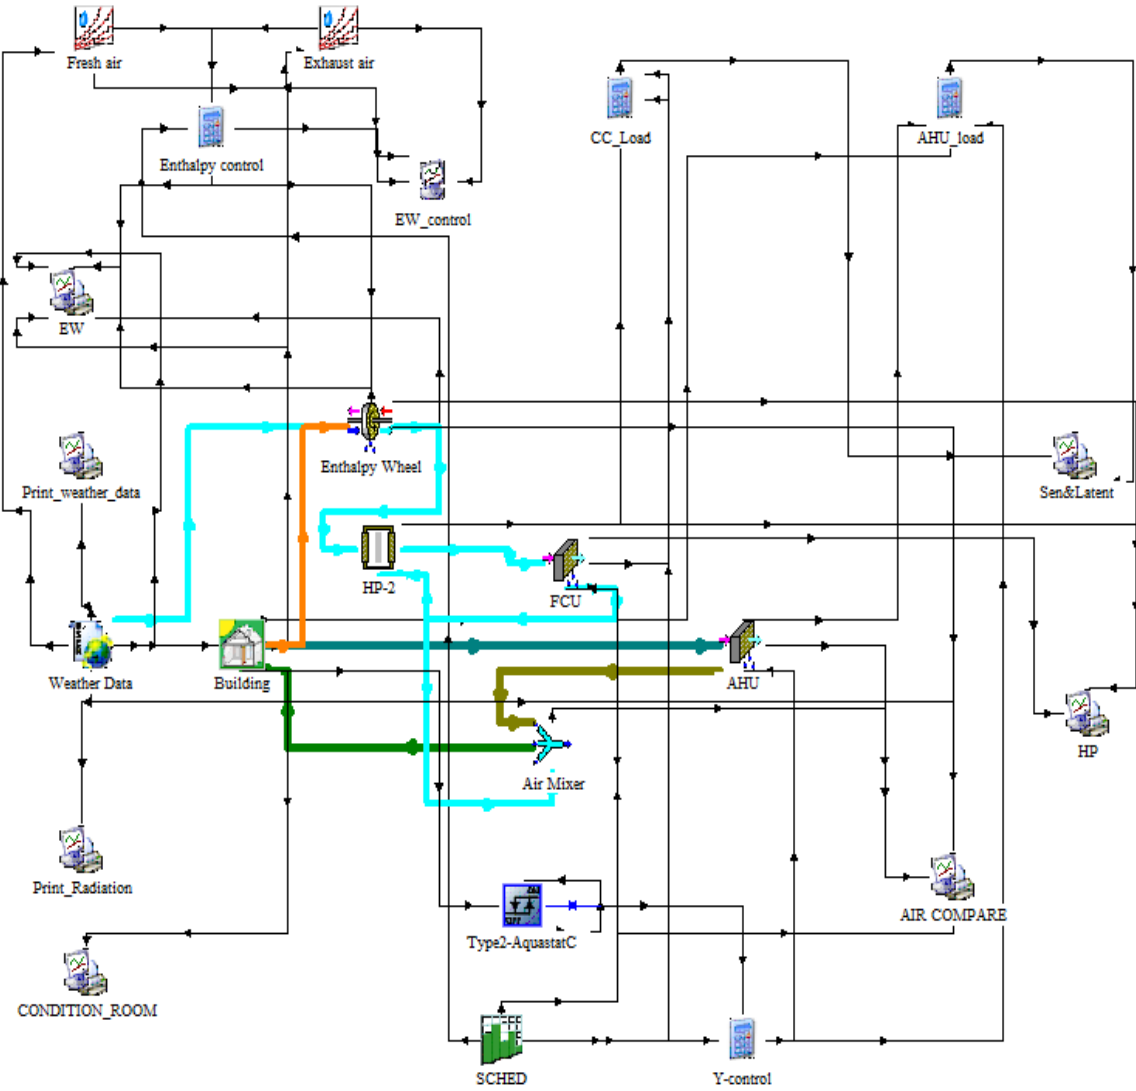 Fresh air
Exhaust air
Enthalpy control
CC_Load
AHU_load
EW_control
EW
Enthalpy Wheel
Print_weather_data
Sen&Latent
HP-2
FCU
Weather Data
Building
AHU
HP
Air Mixer
Print_Radiation
AIR COMPARE
Type2-AquastatC
CONDITION_ROOM
SCHED
Y-control